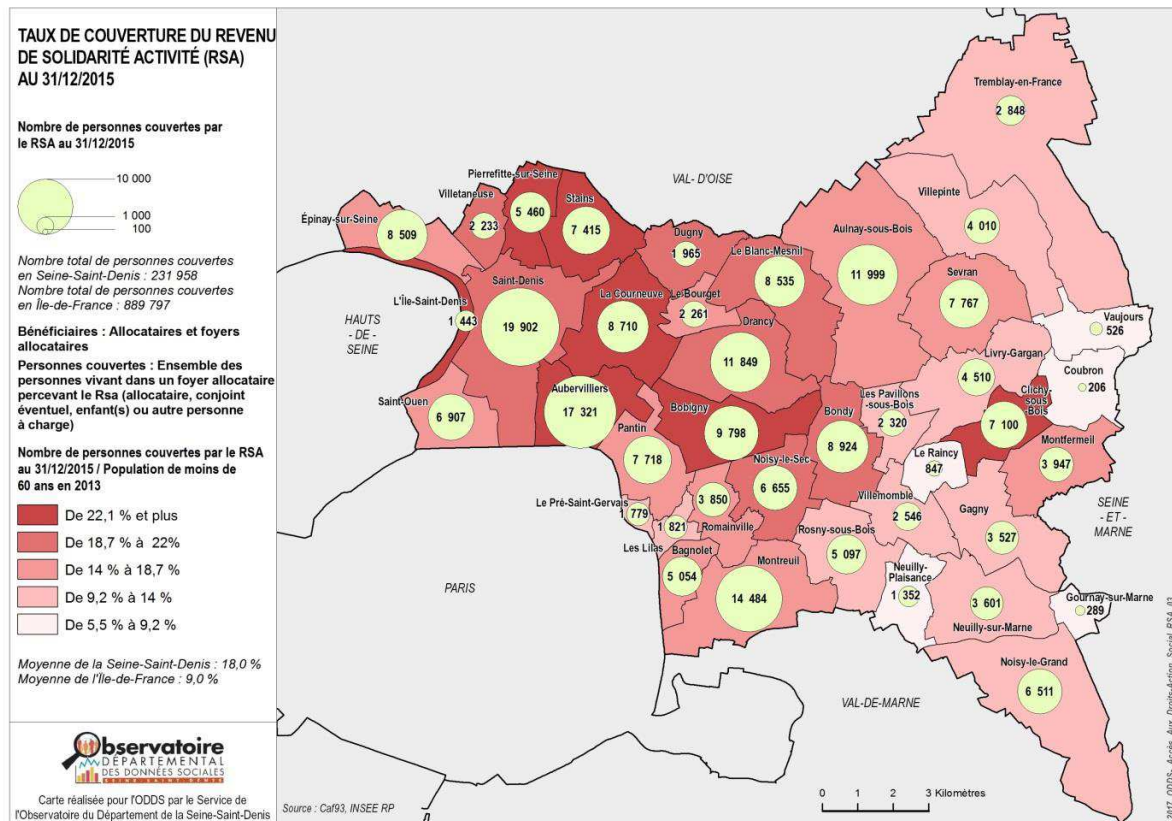 TAUX DE COUVERTURE DU REVENU
DE SOLIDARITÉ ACTIVITÉ (RSA)
AU 31/12/2015
Nombre de personnes couvertes par
le RSA au 31/12/2015
10 000
1 000
100
Nombre total de personnes couvertes
en Seine-Saint-Denis : 231 958
Nombre total de personnes couvertes
en Île-de-France : 889 797
Bénéficiaires : Allocataires et foyers
allocataires
Personnes couvertes : Ensemble des
personnes vivant dans un foyer allocataire
percevant le Rsa (allocataire, conjoint
éventuel, enfant(s) ou autre personne
à charge)
Nombre de personnes couvertes par le RSA
au 31/12/2015 / Population de moins de
60 ans en 2013
De 22,1 % et plus
De 18,7 % à 22%
De 14 % à 18,7 %
De 9,2 % à 14 %
De 5,5 % à 9,2 %
Moyenne de la Seine-Saint-Denis : 18,0 %
Moyenne de l'Île-de-France : 9,0 %
Observatoire
DÉPARTEMENTAL
DES DONNÉES SOCIALES
SEINE-SAINT-DENIS
Carte réalisée pour l'ODDS par le Service de
l'Observatoire du Département de la Seine-Saint-Denis
Tremblay-en-France
2 848
VAL- D'OISE
Villepinte
4 010
Pierrefitte-sur-Seine
5 460
Villetaneuse
2 233
Stains
7 415
Épinay-sur-Seine
8 509
Dugny
1 965
Le Blanc-Mesnil
8 535
Aulnay-sous-Bois
11 999
Sevran
7 767
Saint-Denis
19 902
L'Île-Saint-Denis
1 443
La Courneuve
8 710
Le Bourget
2 261
Drancy
11 849
HAUTS
- DE -
SEINE
Vaujours
526
Coubron
206
Livry-Gargan
4 510
Clichy-
sous
-Bois
7 100
Saint-Ouen
6 907
Aubervilliers
17 321
Bobigny
9 798
Bondy
8 924
Les Pavillons
-sous-Bois
2 320
Le Raincy
847
Montfermeil
3 947
Pantin
7 718
Noisy-le-Sec
6 655
Le Pré-Saint-Gervais
1 779
3 850
Romainville
1 821
Les Lilas
Villemomble
2 546
Gagny
3 527
SEINE
- ET -
MARNE
Bagnolet
5 054
Montreuil
14 484
Rosny-sous-Bois
5 097
Neuilly-
Plaisance
1 352
3 601
Neuilly-sur-Marne
Gournay-sur-Marne
289
PARIS
Noisy-le-Grand
6 511
VAL-DE-MARNE
Source : Caf93, INSEE RP
0 1 2 3 Kilomètres
2017_ODDS- Accès_Aux_Droits-Action_Social_RSA_93